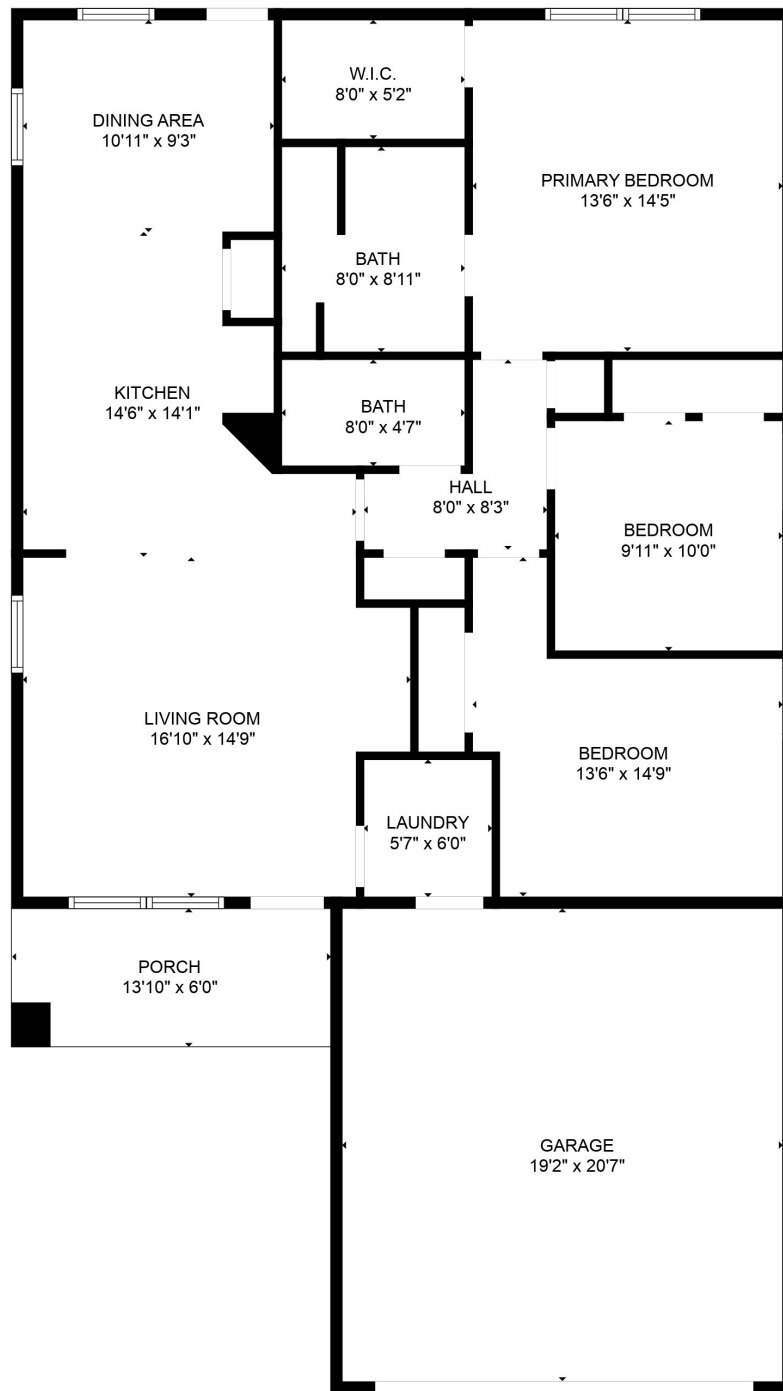 W.I.C.
8'0" x 5'2"
DINING AREA
10'11" x 9'3"
PRIMARY BEDROOM
13'6" x 14'5"
BATH
8'0" x 8'11"
KITCHEN
14'6" x 14'1"
BATH
8'0" x 4'7"
HALL
8'0" x 8'3"
BEDROOM
9'11" x 10'0"
LIVING ROOM
16'10" x 14'9"
BEDROOM
13'6" x 14'9"
LAUNDRY
5'7" x 6'0"
PORCH
13'10" x 6'0"
GARAGE
19'2" x 20'7"